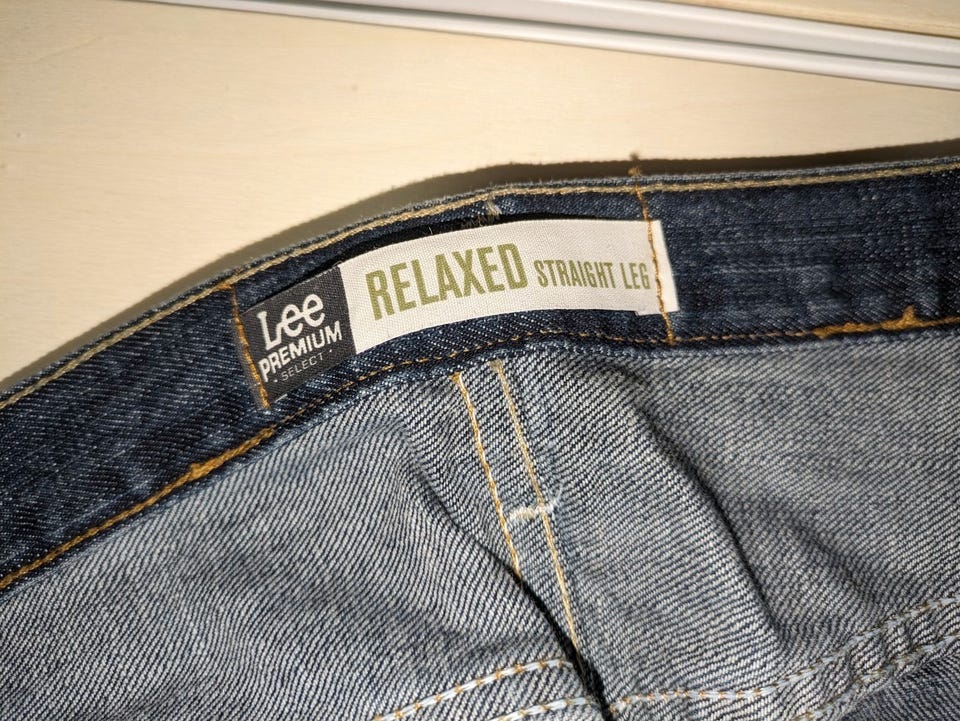 Lee
PREMIUM
• SELECT •
RELAXED STRAIGHT LEG